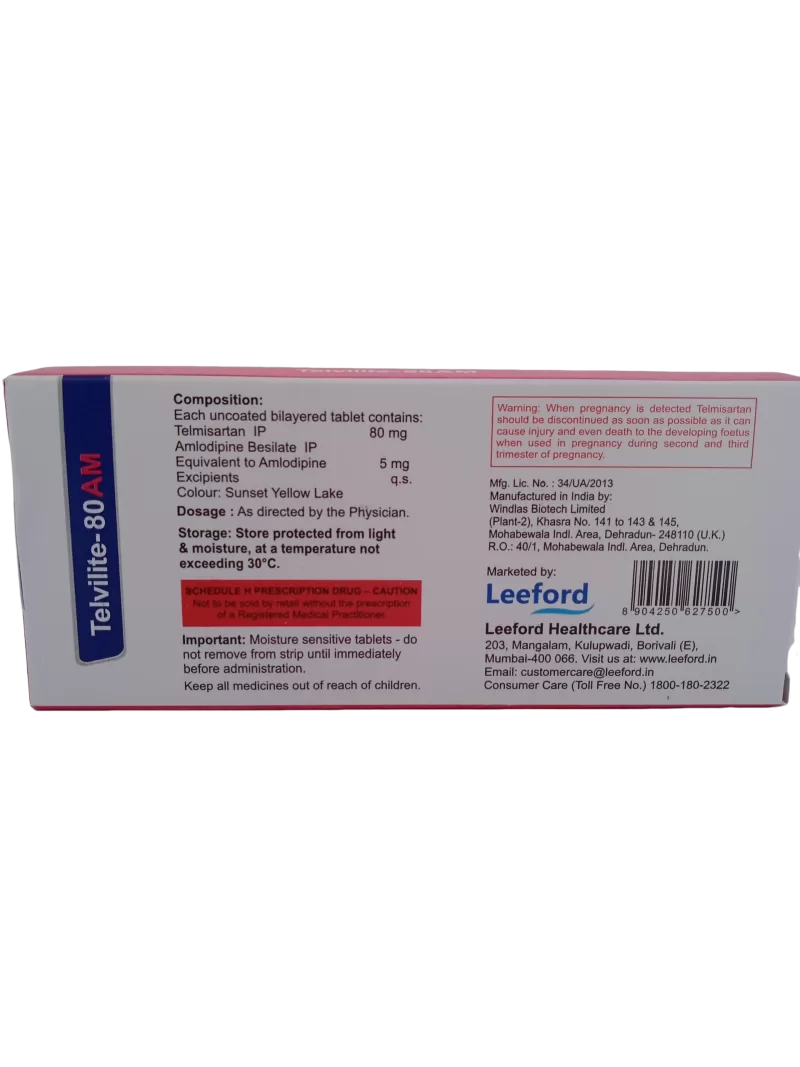 Telvilite-80AM
Telvilite-80AM
Composition:
Each uncoated bilayered tablet contains:
Telmisartan IP 80 mg
Amlodipine Besilate IP
Equivalent to Amlodipine 5 mg
Excipients q.s.
Colour: Sunset Yellow Lake
Dosage : As directed by the Physician.
Storage: Store protected from light
& moisture, at a temperature not
exceeding 30°C.
SCHEDULE H PRESCRIPTION DRUG – CAUTION
Not to be sold by retail without the prescription
of a Registered Medical Practitioner.
Important: Moisture sensitive tablets - do
not remove from strip until immediately
before administration.
Keep all medicines out of reach of children.
Warning: When pregnancy is detected Telmisartan
should be discontinued as soon as possible as it can
cause injury and even death to the developing foetus
when used in pregnancy during second and third
trimester of pregnancy.
Mfg. Lic. No. : 34/UA/2013
Manufactured in India by:
Windlas Biotech Limited
(Plant-2), Khasra No. 141 to 143 & 145,
Mohabewala Indl. Area, Dehradun- 248110 (U.K.)
R.O.: 40/1, Mohabewala Indl. Area, Dehradun.
Marketed by:
Leeford
8 904250 627500 >
Leeford Healthcare Ltd.
203, Mangalam, Kulupwadi, Borivali (E),
Mumbai-400 066. Visit us at: www.leeford.in
Email: customercare@leeford.in
Consumer Care (Toll Free No.) 1800-180-2322